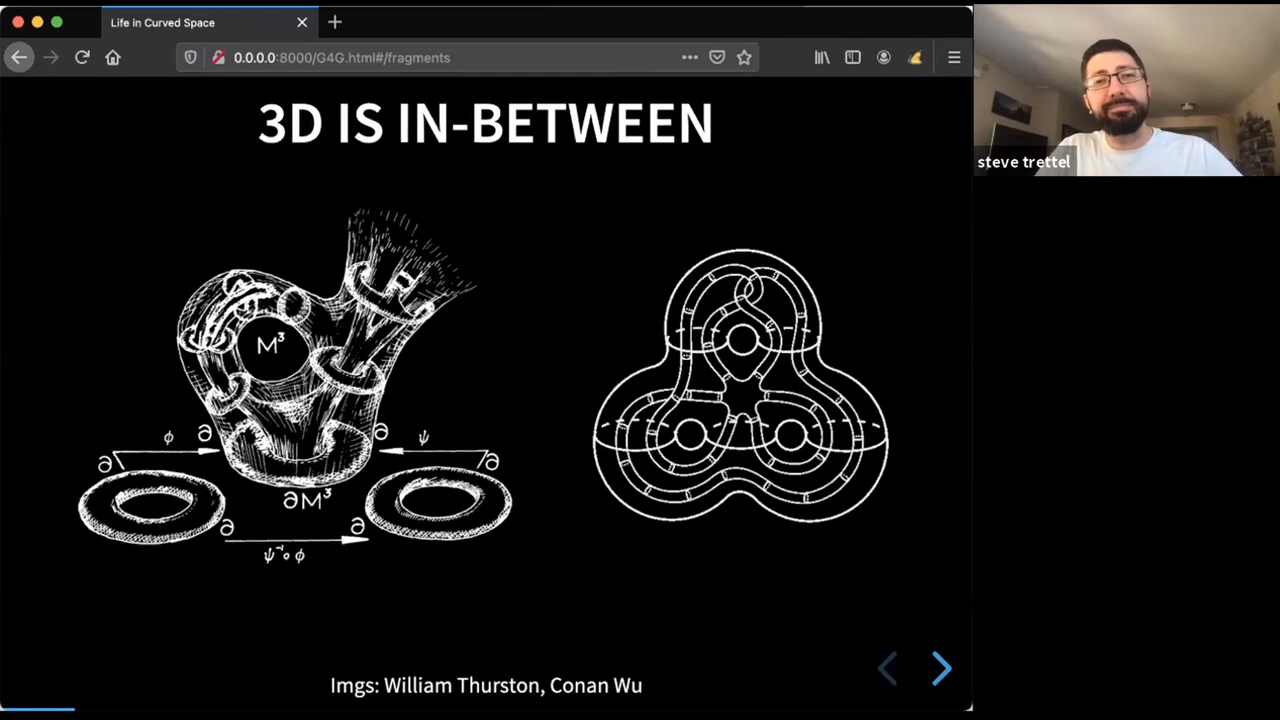 Life in Curved Space
0.0.0.0:8000/G4G.html#/fragments
3D IS IN-BETWEEN
steve trettel
M³
ϕ ∂ ∂ ψ
∂ ∂
∂M³
∂ ∂
ψ⁻¹∘ϕ
Imgs: William Thurston, Conan Wu